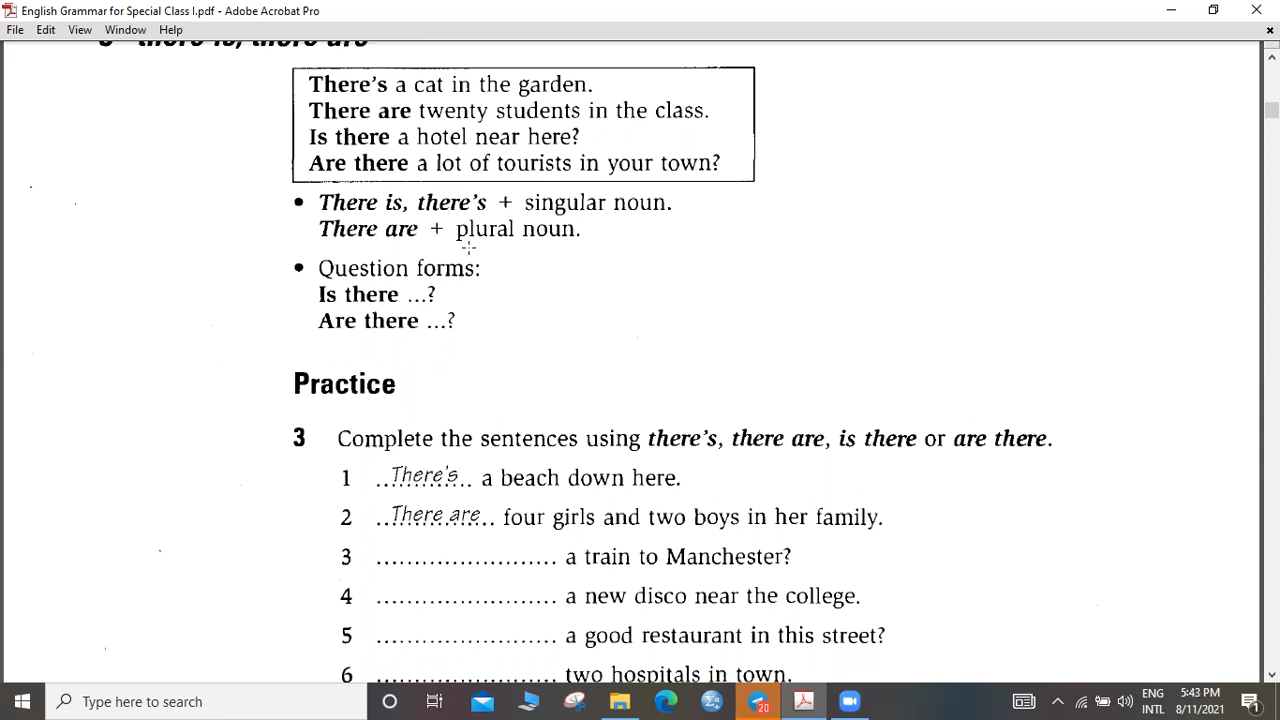 English Grammar for Special Class I.pdf - Adobe Acrobat Pro
File Edit View Window Help
there is, there are
There's a cat in the garden.
There are twenty students in the class.
Is there a hotel near here?
Are there a lot of tourists in your town?
• There is, there's + singular noun.
There are + plural noun.
• Question forms:
Is there ...?
Are there ...?
Practice
3 Complete the sentences using there's, there are, is there or are there.
1 ..There's.. a beach down here.
2 ..There are.. four girls and two boys in her family.
3 ........................ a train to Manchester?
4 ........................ a new disco near the college.
5 ........................ a good restaurant in this street?
6 ........................ two hospitals in town.
Type here to search
20
ENG
INTL
5:43 PM
8/11/2021
1